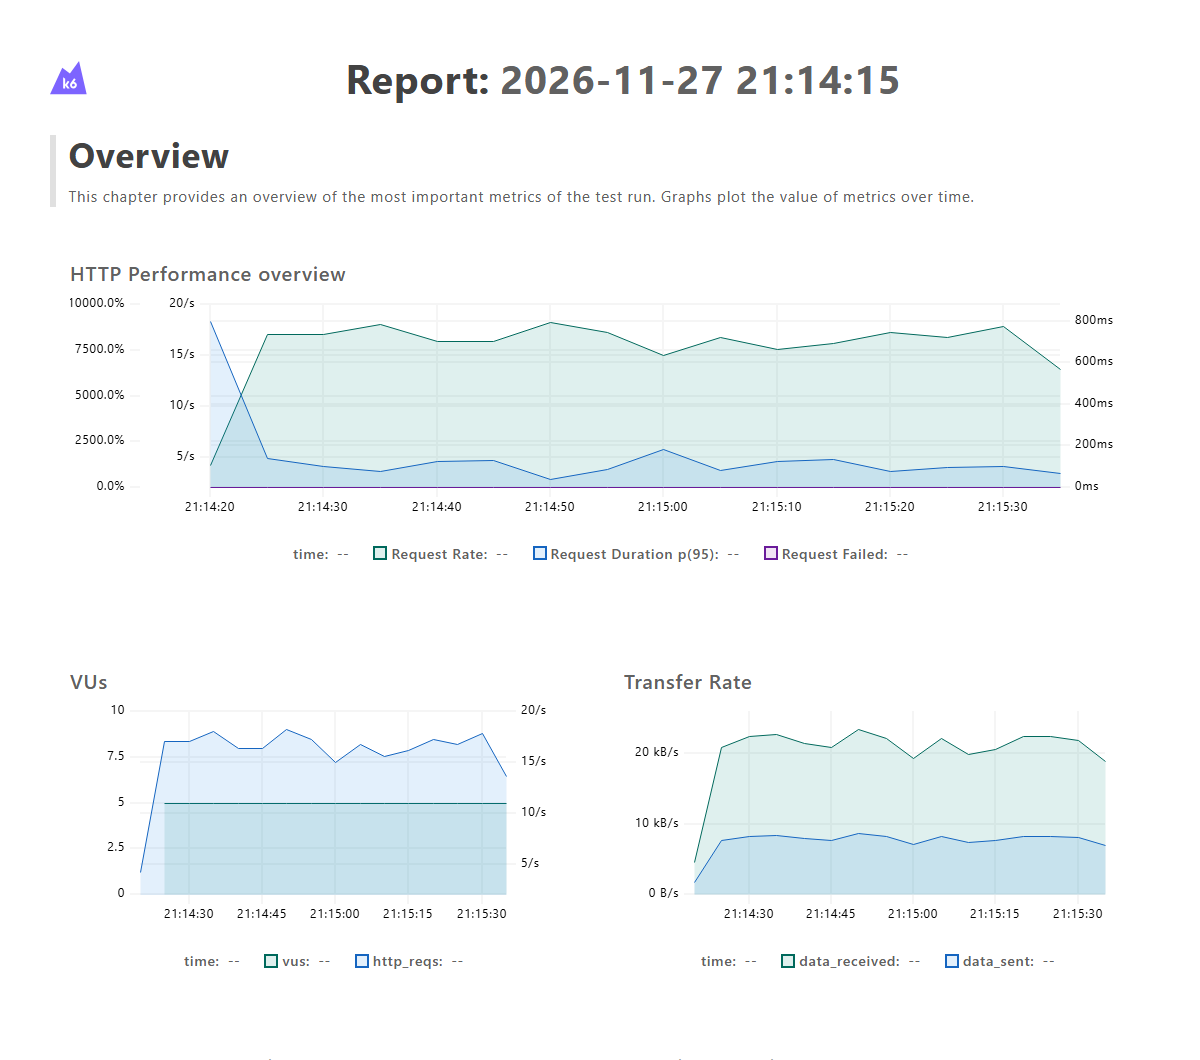 k6
Report: 2026-11-27 21:14:15
Overview
This chapter provides an overview of the most important metrics of the test run. Graphs plot the value of metrics over time.
HTTP Performance overview
10000.0% 20/s 800ms
7500.0% 15/s 600ms
5000.0% 10/s 400ms
2500.0% 5/s 200ms
0.0% 0ms
21:14:20 21:14:30 21:14:40 21:14:50 21:15:00 21:15:10 21:15:20 21:15:30
time: -- Request Rate: -- Request Duration p(95): -- Request Failed: --
VUs
10 20/s
7.5 15/s
5 10/s
2.5 5/s
0
21:14:30 21:14:45 21:15:00 21:15:15 21:15:30
time: -- vus: -- http_reqs: --
Transfer Rate
20 kB/s
10 kB/s
0 B/s
21:14:30 21:14:45 21:15:00 21:15:15 21:15:30
time: -- data_received: -- data_sent: --